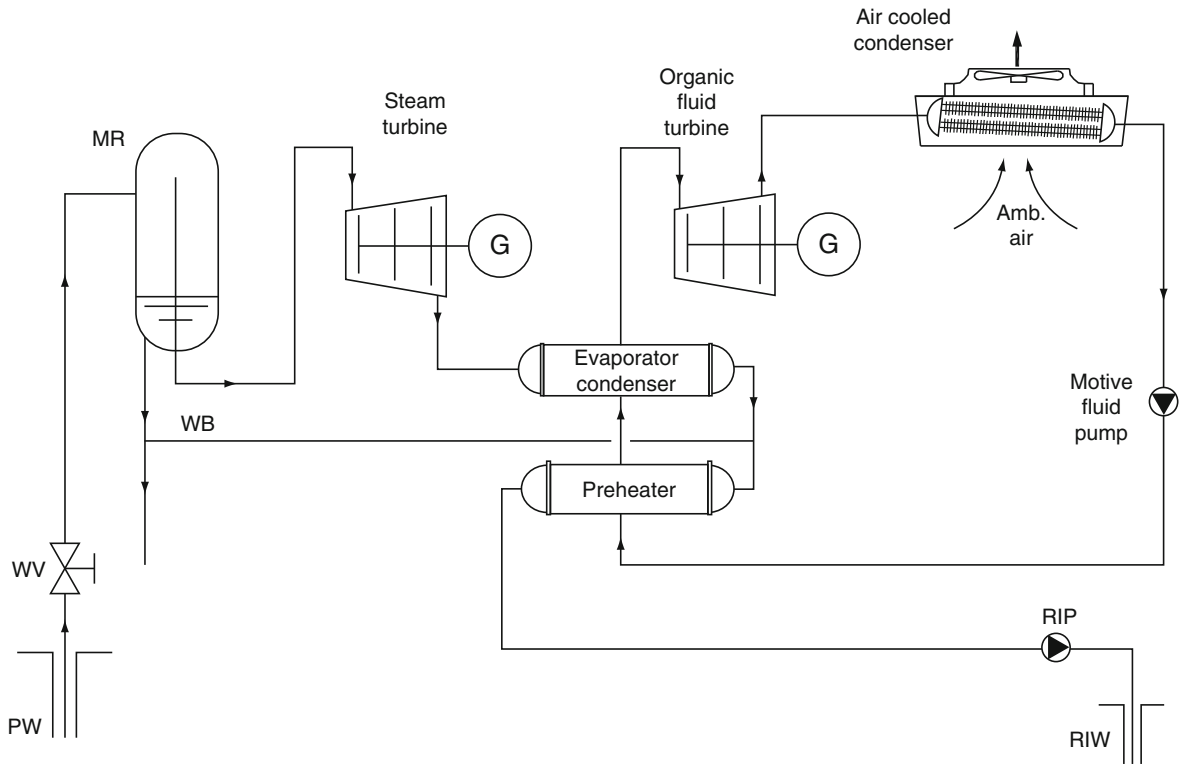 Air cooled
condenser
Organic
fluid
turbine
Steam
turbine
MR
G
G
Amb.
air
Evaporator
condenser
Motive
fluid
pump
WB
Preheater
WV
RIP
PW
RIW